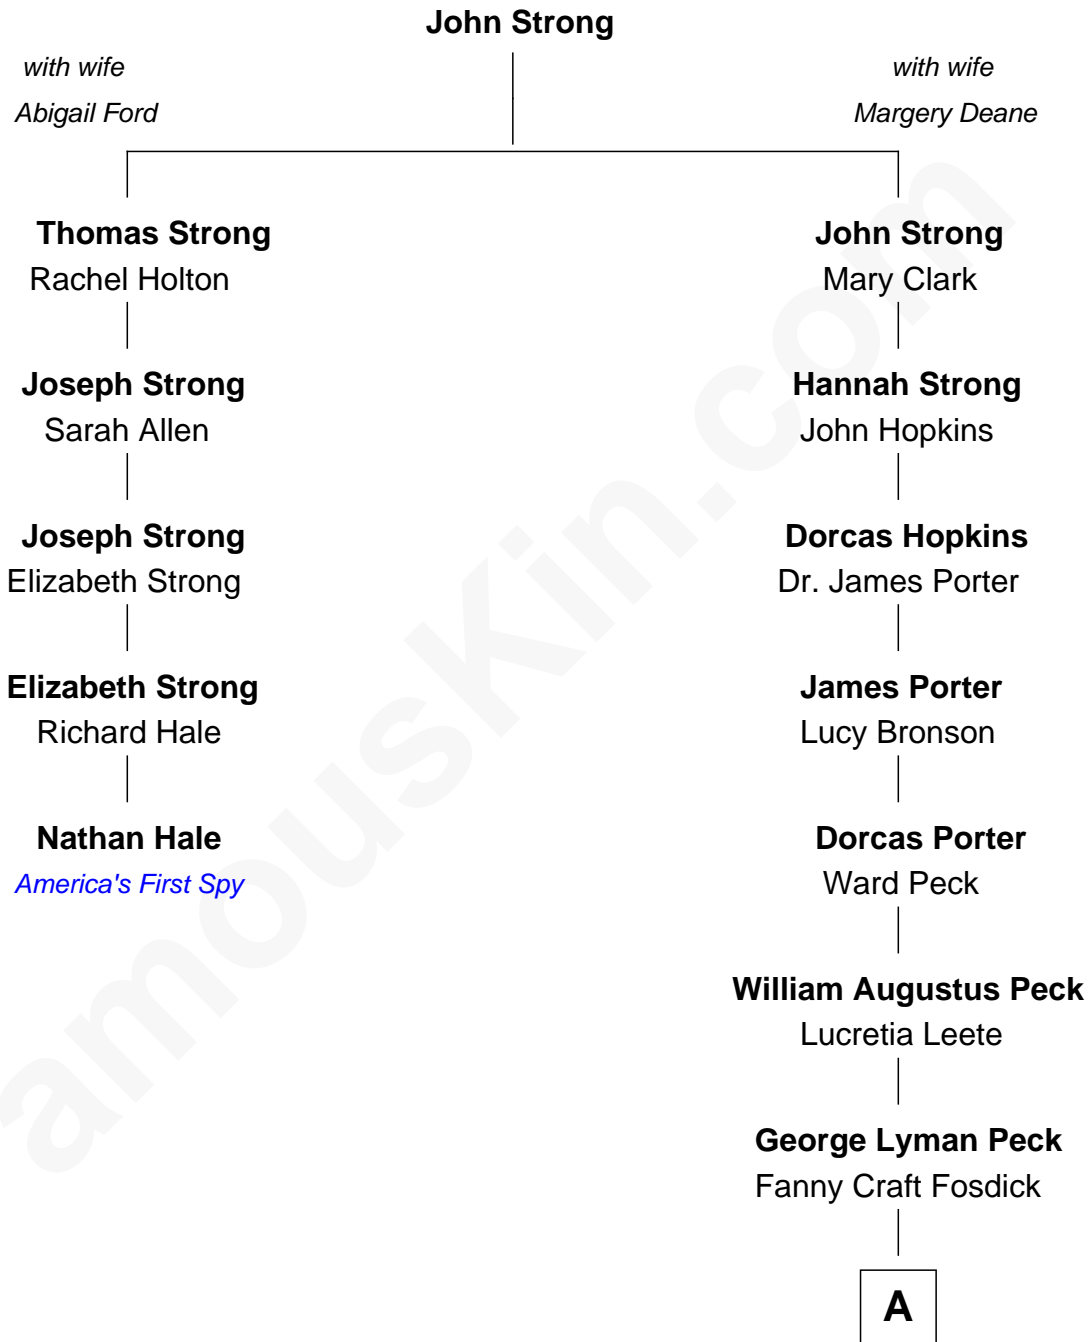 John Strong
with wife
Abigail Ford
with wife
Margery Deane
Thomas Strong
Rachel Holton
John Strong
Mary Clark
Joseph Strong
Sarah Allen
Hannah Strong
John Hopkins
Joseph Strong
Elizabeth Strong
Dorcas Hopkins
Dr. James Porter
Elizabeth Strong
Richard Hale
James Porter
Lucy Bronson
Nathan Hale
America's First Spy
Dorcas Porter
Ward Peck
William Augustus Peck
Lucretia Leete
George Lyman Peck
Fanny Craft Fosdick
A
amouskin.com